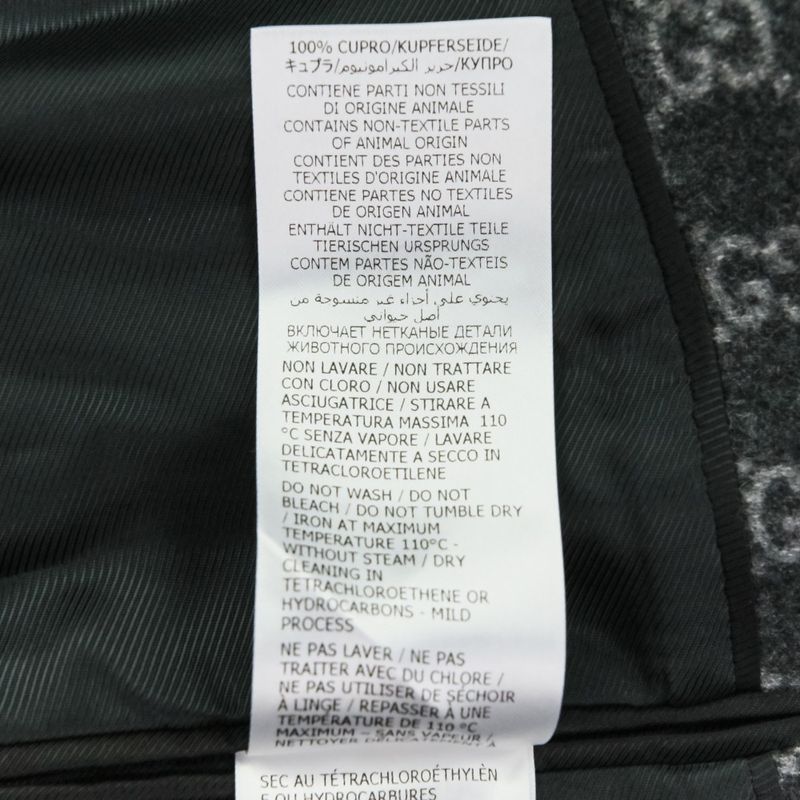 100% CUPRO/KUPFERSEIDE/
キュプラ/حرير الكبرامونيوم/КУПРО
CONTIENE PARTI NON TESSILI
DI ORIGINE ANIMALE
CONTAINS NON-TEXTILE PARTS
OF ANIMAL ORIGIN
CONTIENT DES PARTIES NON
TEXTILES D'ORIGINE ANIMALE
CONTIENE PARTES NO TEXTILES
DE ORIGEN ANIMAL
ENTHÄLT NICHT-TEXTILE TEILE
TIERISCHEN URSPRUNGS
CONTEM PARTES NÃO-TEXTEIS
DE ORIGEM ANIMAL
يحتوي على أجزاء غير منسوجة من
أصل حيواني
ВКЛЮЧАЕТ НЕТКАНЫЕ ДЕТАЛИ
ЖИВОТНОГО ПРОИСХОЖДЕНИЯ
NON LAVARE / NON TRATTARE
CON CLORO / NON USARE
ASCIUGATRICE / STIRARE A
TEMPERATURA MASSIMA 110
°C SENZA VAPORE / LAVARE
DELICATAMENTE A SECCO IN
TETRACLOROETILENE
DO NOT WASH / DO NOT
BLEACH / DO NOT TUMBLE DRY
/ IRON AT MAXIMUM
TEMPERATURE 110°C -
WITHOUT STEAM / DRY
CLEANING IN
TETRACHLOROETHENE OR
HYDROCARBONS - MILD
PROCESS
NE PAS LAVER / NE PAS
TRAITER AVEC DU CHLORE /
NE PAS UTILISER DE SÉCHOIR
À LINGE / REPASSER À UNE
TEMPÉRATURE DE 110 °C
MAXIMUM - SANS VAPEUR /
NETTOYER DÉLICATEMENT À
SEC AU TÉTRACHLOROÉTHYLÈN
E OU HYDROCARBURES